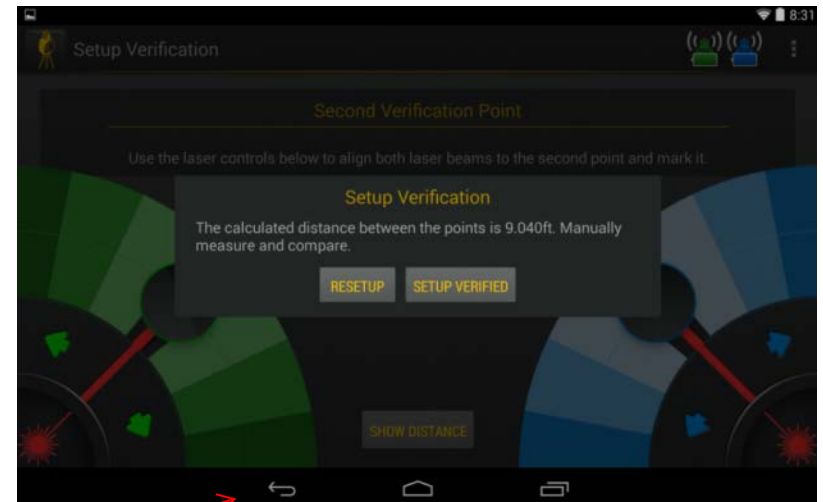 8:31
Setup Verification
Second Verification Point
Use the laser controls below to align both laser beams to the second point and mark it.
Setup Verification
The calculated distance between the points is 9.040ft. Manually
measure and compare.
RESETUP SETUP VERIFIED
SHOW DISTANCE